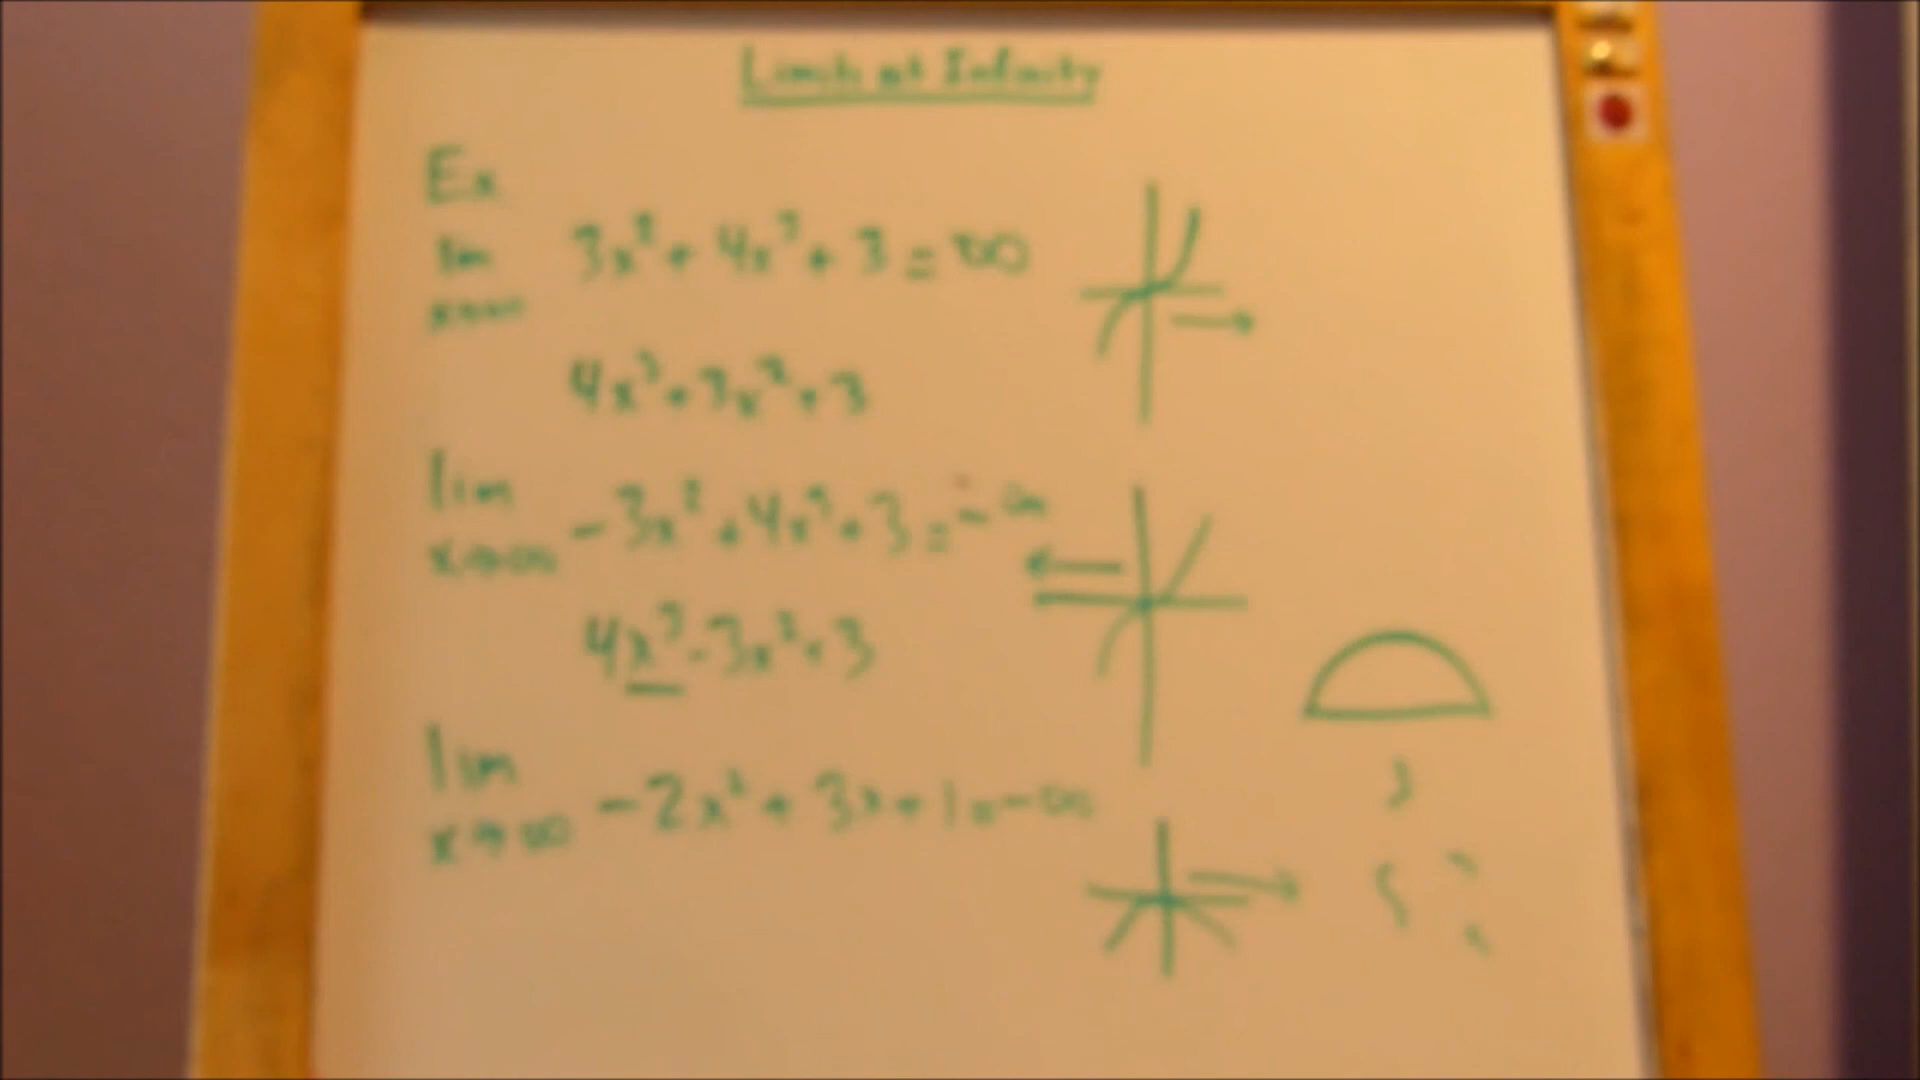 Limits at Infinity
Ex
lim 3x² + 4x³ + 3 = ∞
x→∞
4x³ + 3x² + 3
lim -3x² + 4x³ + 3 = -∞
x→∞
4x³ - 3x² + 3
lim -2x² + 3x + 1 = -∞
x→∞